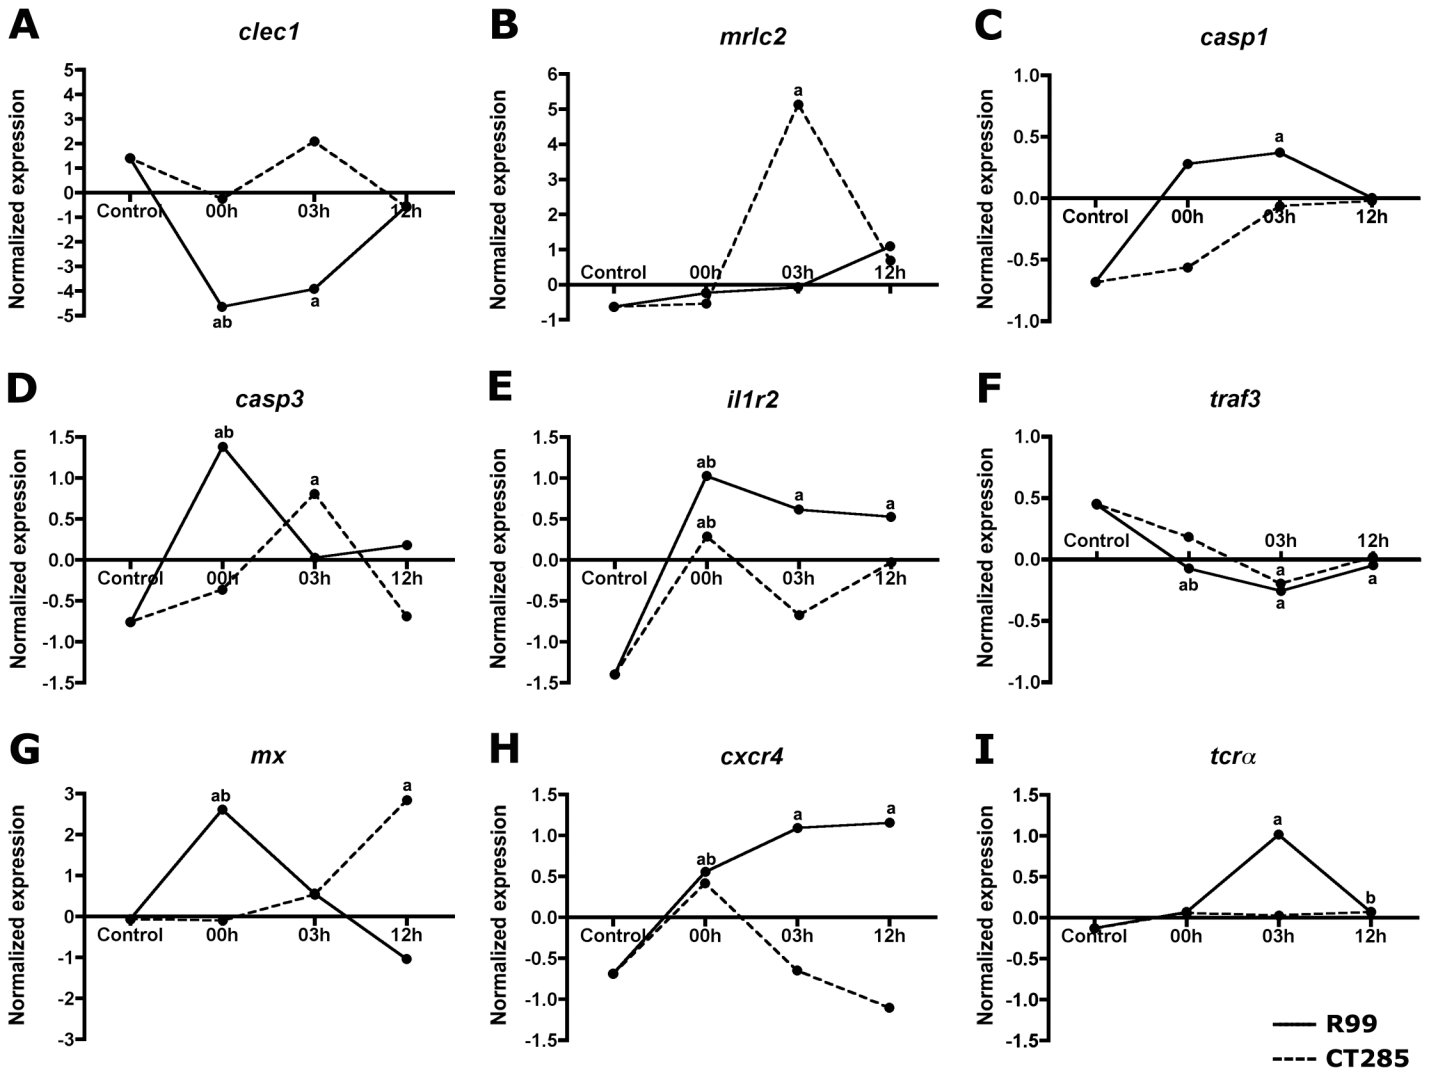 A
clec1
Normalized expression
5
4
3
2
1
0
-1
-2
-3
-4
-5
Control
00h
03h
12h
ab
a
B
mrlc2
Normalized expression
6
5
4
3
2
1
0
-1
Control
00h
03h
12h
a
C
casp1
Normalized expression
1.0
0.5
0.0
-0.5
-1.0
Control
00h
03h
12h
a
D
casp3
Normalized expression
1.5
1.0
0.5
0.0
-0.5
-1.0
-1.5
Control
00h
03h
12h
ab
a
E
il1r2
Normalized expression
1.5
1.0
0.5
0.0
-0.5
-1.0
-1.5
Control
00h
03h
12h
ab
a
a
ab
F
traf3
Normalized expression
1.0
0.5
0.0
-0.5
-1.0
Control
03h
12h
a
ab
a
a
G
mx
Normalized expression
3
2
1
0
-1
-2
-3
Control
00h
03h
12h
ab
a
H
cxcr4
Normalized expression
1.5
1.0
0.5
0.0
-0.5
-1.0
-1.5
Control
00h
03h
12h
ab
a
a
I
tcrα
Normalized expression
1.5
1.0
0.5
0.0
-0.5
-1.0
-1.5
Control
00h
03h
12h
a
b
R99
CT285